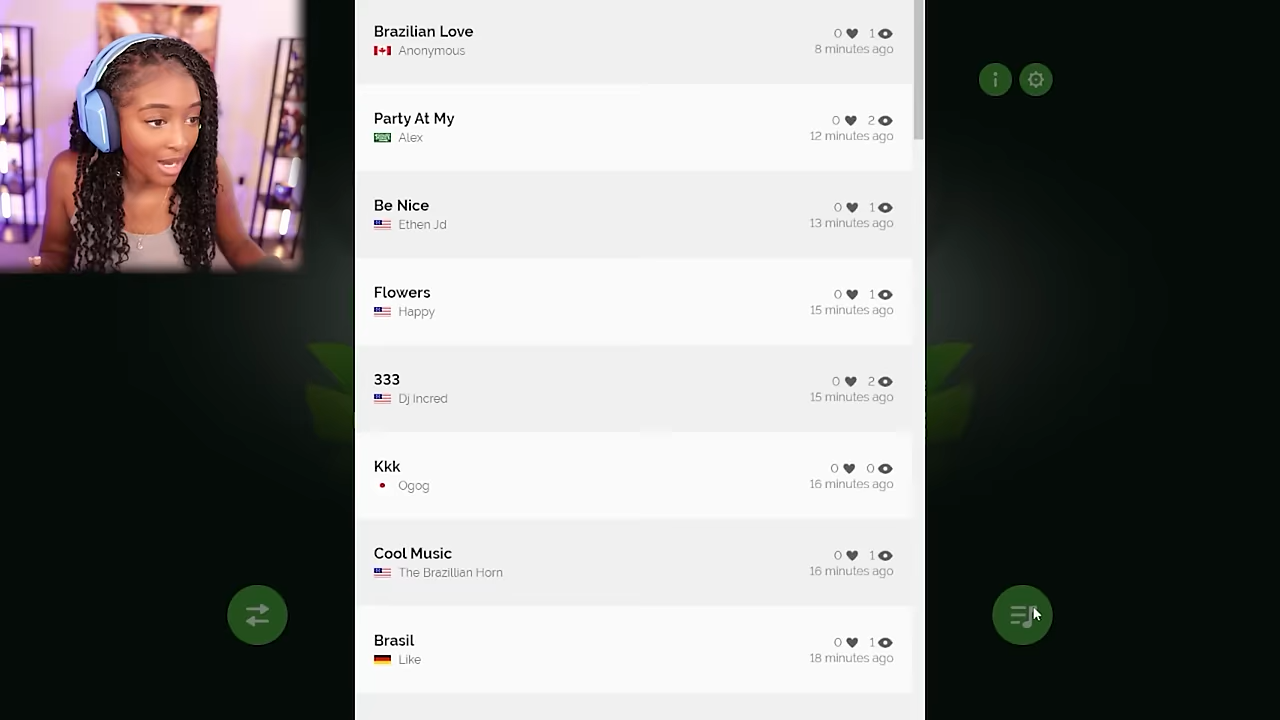 Brazilian Love
0 1
Anonymous
8 minutes ago
Party At My
0 2
Alex
12 minutes ago
Be Nice
0 1
Ethen Jd
13 minutes ago
Flowers
0 1
Happy
15 minutes ago
333
0 2
Dj Incred
15 minutes ago
Kkk
0 0
Ogog
16 minutes ago
Cool Music
0 1
The Brazillian Horn
16 minutes ago
Brasil
0 1
Like
18 minutes ago